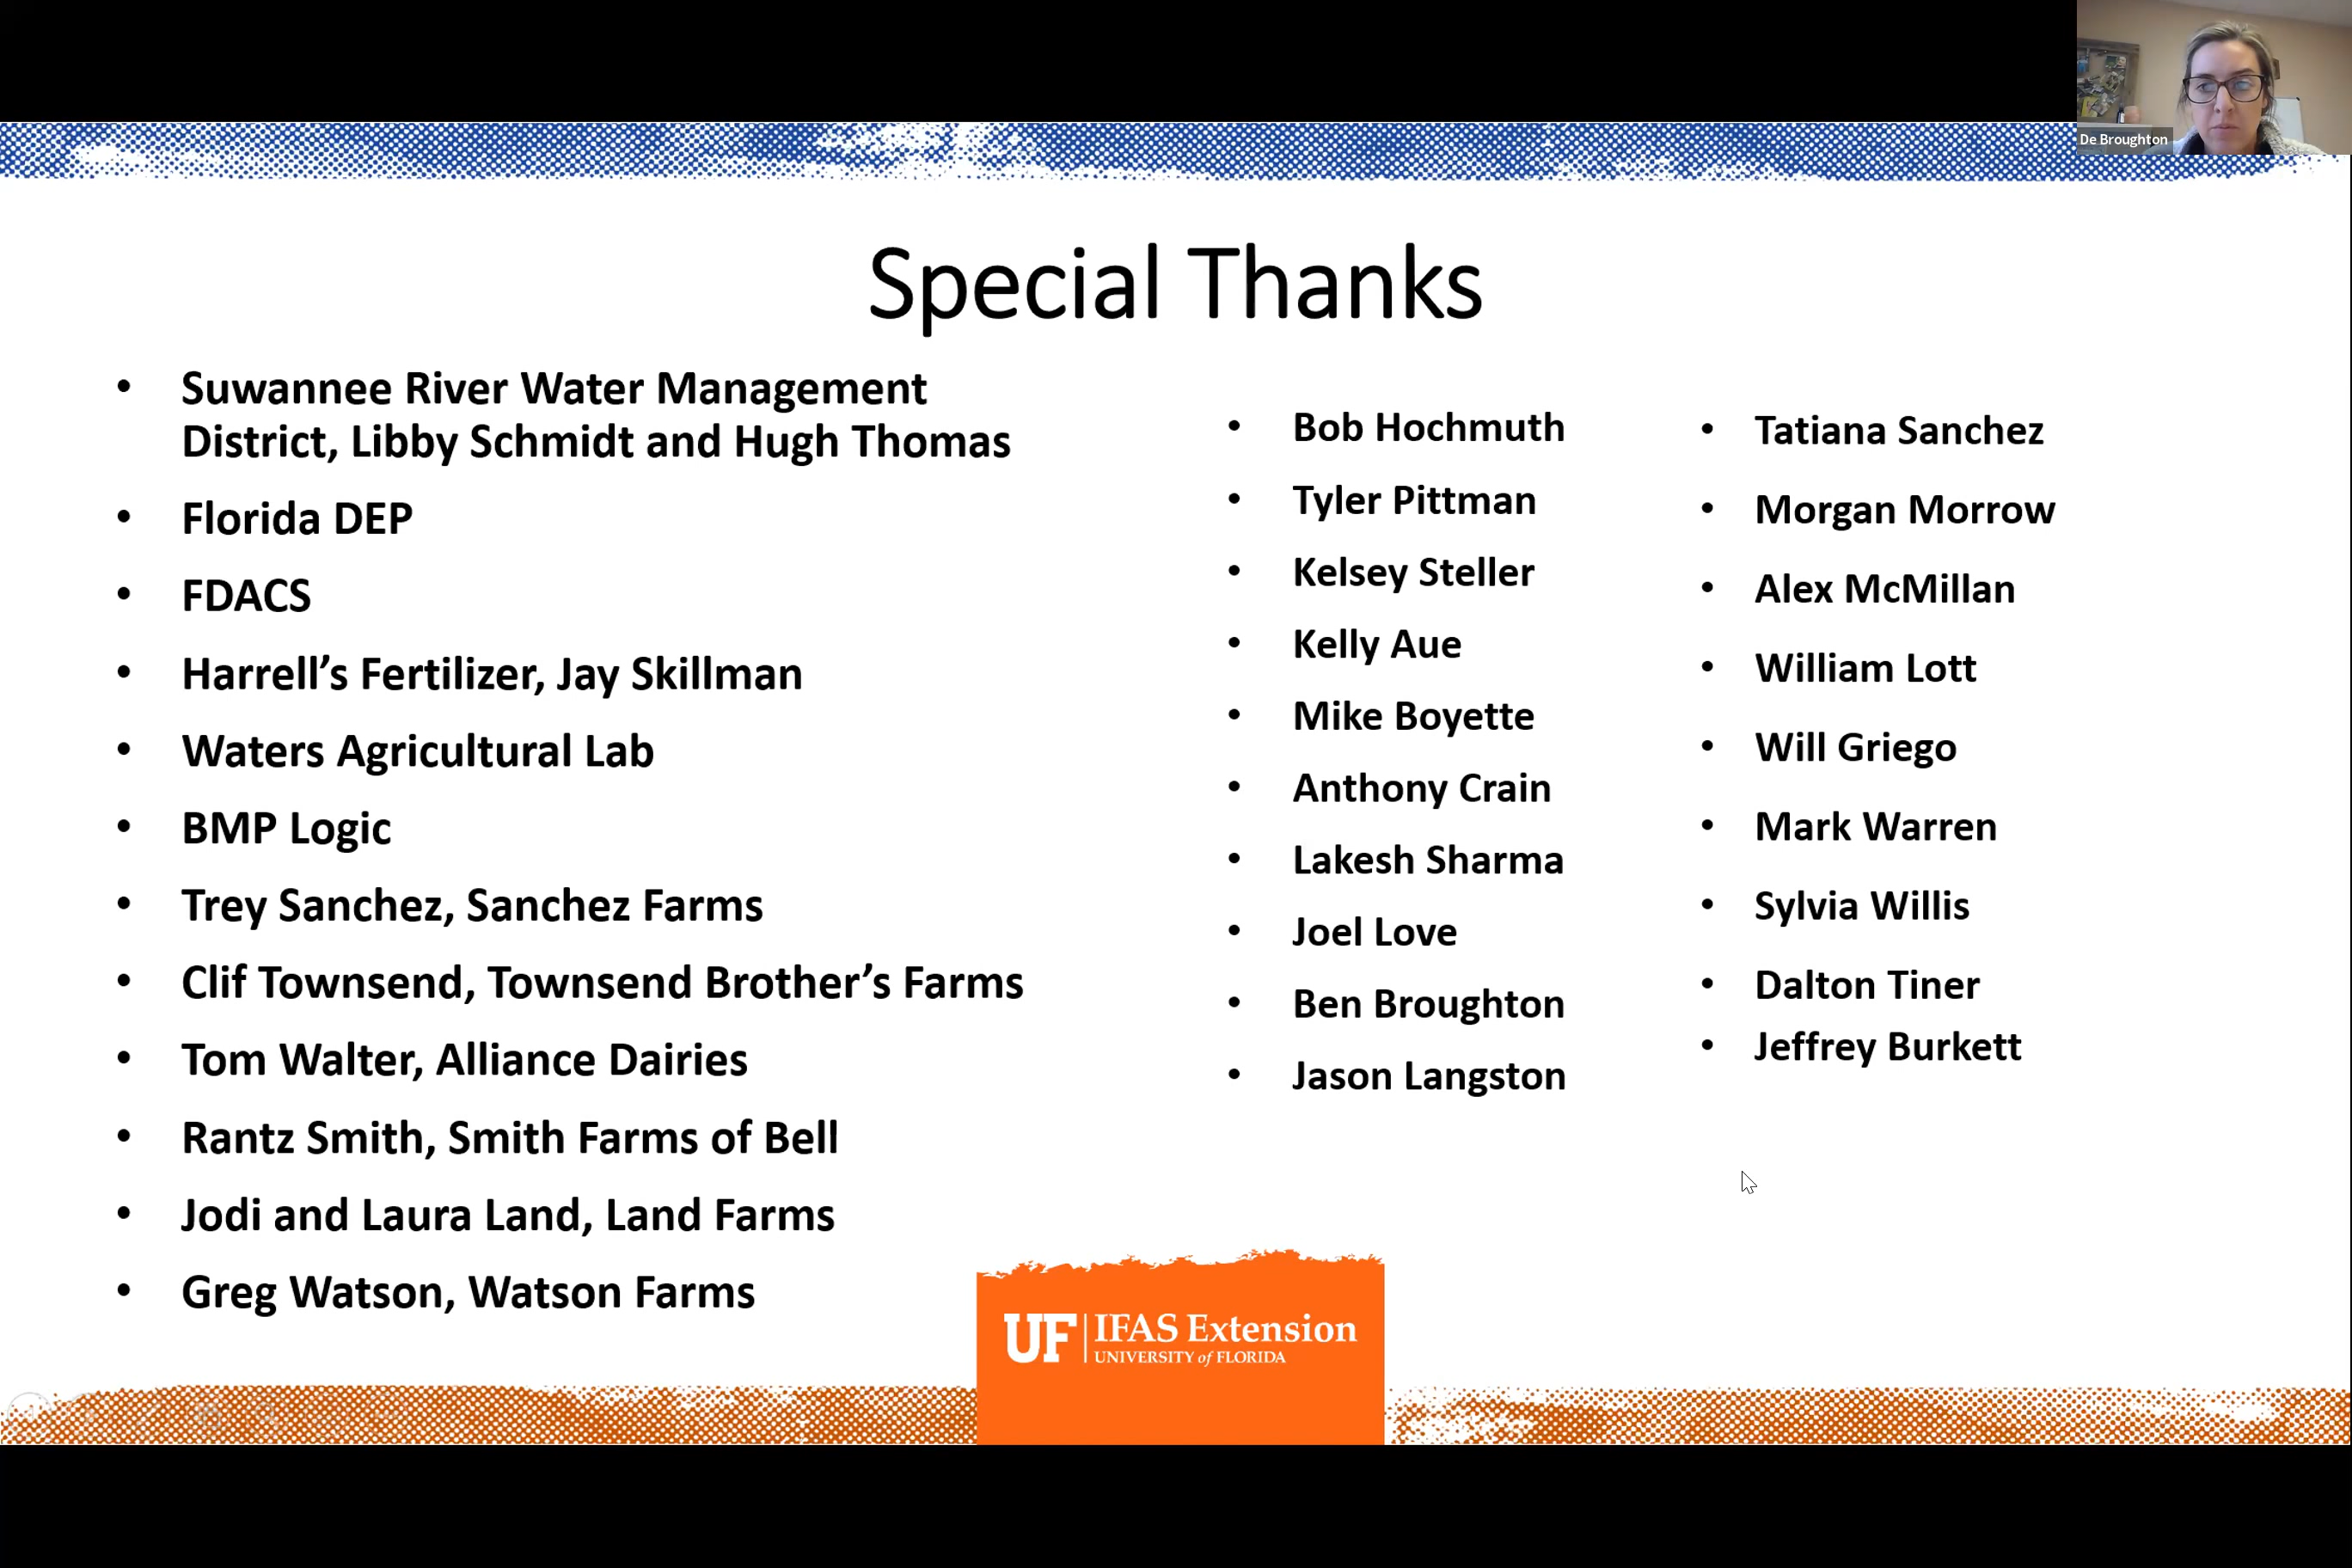 De Broughton
Special Thanks
• Suwannee River Water Management
District, Libby Schmidt and Hugh Thomas
• Florida DEP
• FDACS
• Harrell’s Fertilizer, Jay Skillman
• Waters Agricultural Lab
• BMP Logic
• Trey Sanchez, Sanchez Farms
• Clif Townsend, Townsend Brother’s Farms
• Tom Walter, Alliance Dairies
• Rantz Smith, Smith Farms of Bell
• Jodi and Laura Land, Land Farms
• Greg Watson, Watson Farms
• Bob Hochmuth
• Tyler Pittman
• Kelsey Steller
• Kelly Aue
• Mike Boyette
• Anthony Crain
• Lakesh Sharma
• Joel Love
• Ben Broughton
• Jason Langston
• Tatiana Sanchez
• Morgan Morrow
• Alex McMillan
• William Lott
• Will Griego
• Mark Warren
• Sylvia Willis
• Dalton Tiner
• Jeffrey Burkett
UF IFAS Extension
UNIVERSITY of FLORIDA